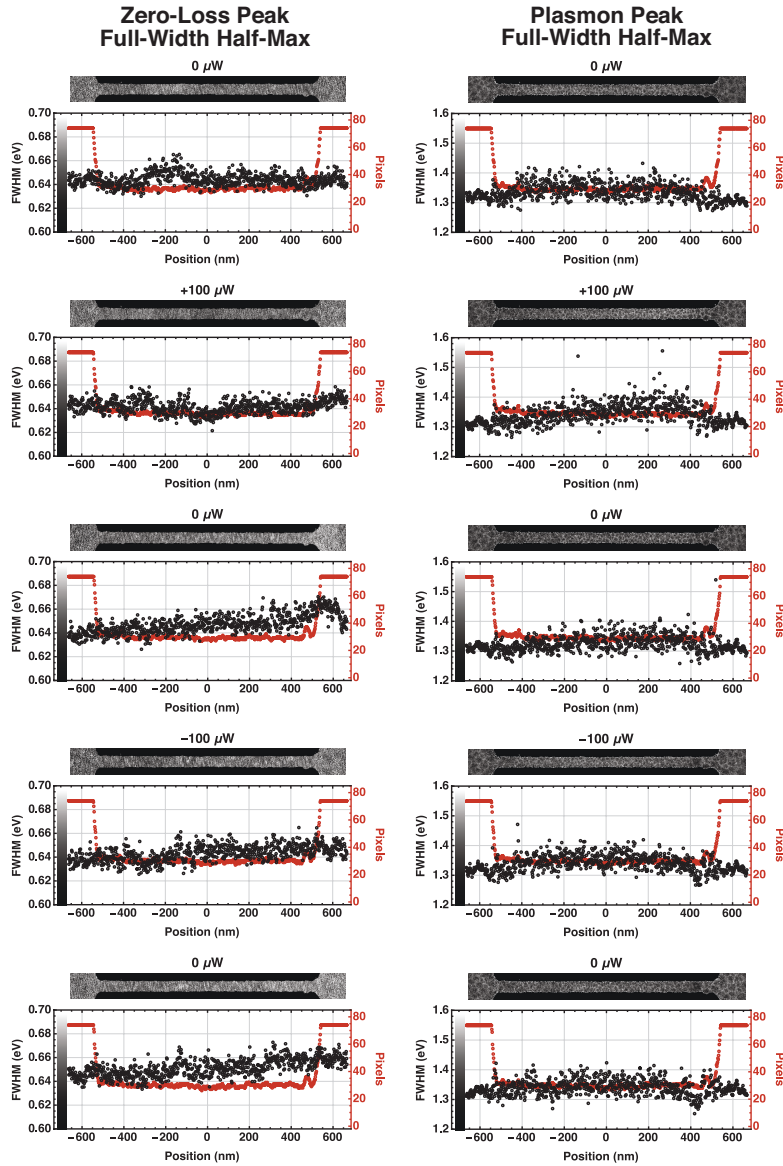 Zero-Loss Peak
Full-Width Half-Max
Plasmon Peak
Full-Width Half-Max
0 µW
0.70
0.68
0.66
0.64
0.62
0.60
FWHM (eV)
80
60
40
20
0
Pixels
−600 −400 −200 0 200 400 600
Position (nm)
0 µW
1.6
1.5
1.4
1.3
1.2
FWHM (eV)
80
60
40
20
0
Pixels
−600 −400 −200 0 200 400 600
Position (nm)
+100 µW
0.70
0.68
0.66
0.64
0.62
0.60
FWHM (eV)
80
60
40
20
0
Pixels
−600 −400 −200 0 200 400 600
Position (nm)
+100 µW
1.6
1.5
1.4
1.3
1.2
FWHM (eV)
80
60
40
20
0
Pixels
−600 −400 −200 0 200 400 600
Position (nm)
0 µW
0.70
0.68
0.66
0.64
0.62
0.60
FWHM (eV)
80
60
40
20
0
Pixels
−600 −400 −200 0 200 400 600
Position (nm)
0 µW
1.6
1.5
1.4
1.3
1.2
FWHM (eV)
80
60
40
20
0
Pixels
−600 −400 −200 0 200 400 600
Position (nm)
−100 µW
0.70
0.68
0.66
0.64
0.62
0.60
FWHM (eV)
80
60
40
20
0
Pixels
−600 −400 −200 0 200 400 600
Position (nm)
−100 µW
1.6
1.5
1.4
1.3
1.2
FWHM (eV)
80
60
40
20
0
Pixels
−600 −400 −200 0 200 400 600
Position (nm)
0 µW
0.70
0.68
0.66
0.64
0.62
0.60
FWHM (eV)
80
60
40
20
0
Pixels
−600 −400 −200 0 200 400 600
Position (nm)
0 µW
1.6
1.5
1.4
1.3
1.2
FWHM (eV)
80
60
40
20
0
Pixels
−600 −400 −200 0 200 400 600
Position (nm)